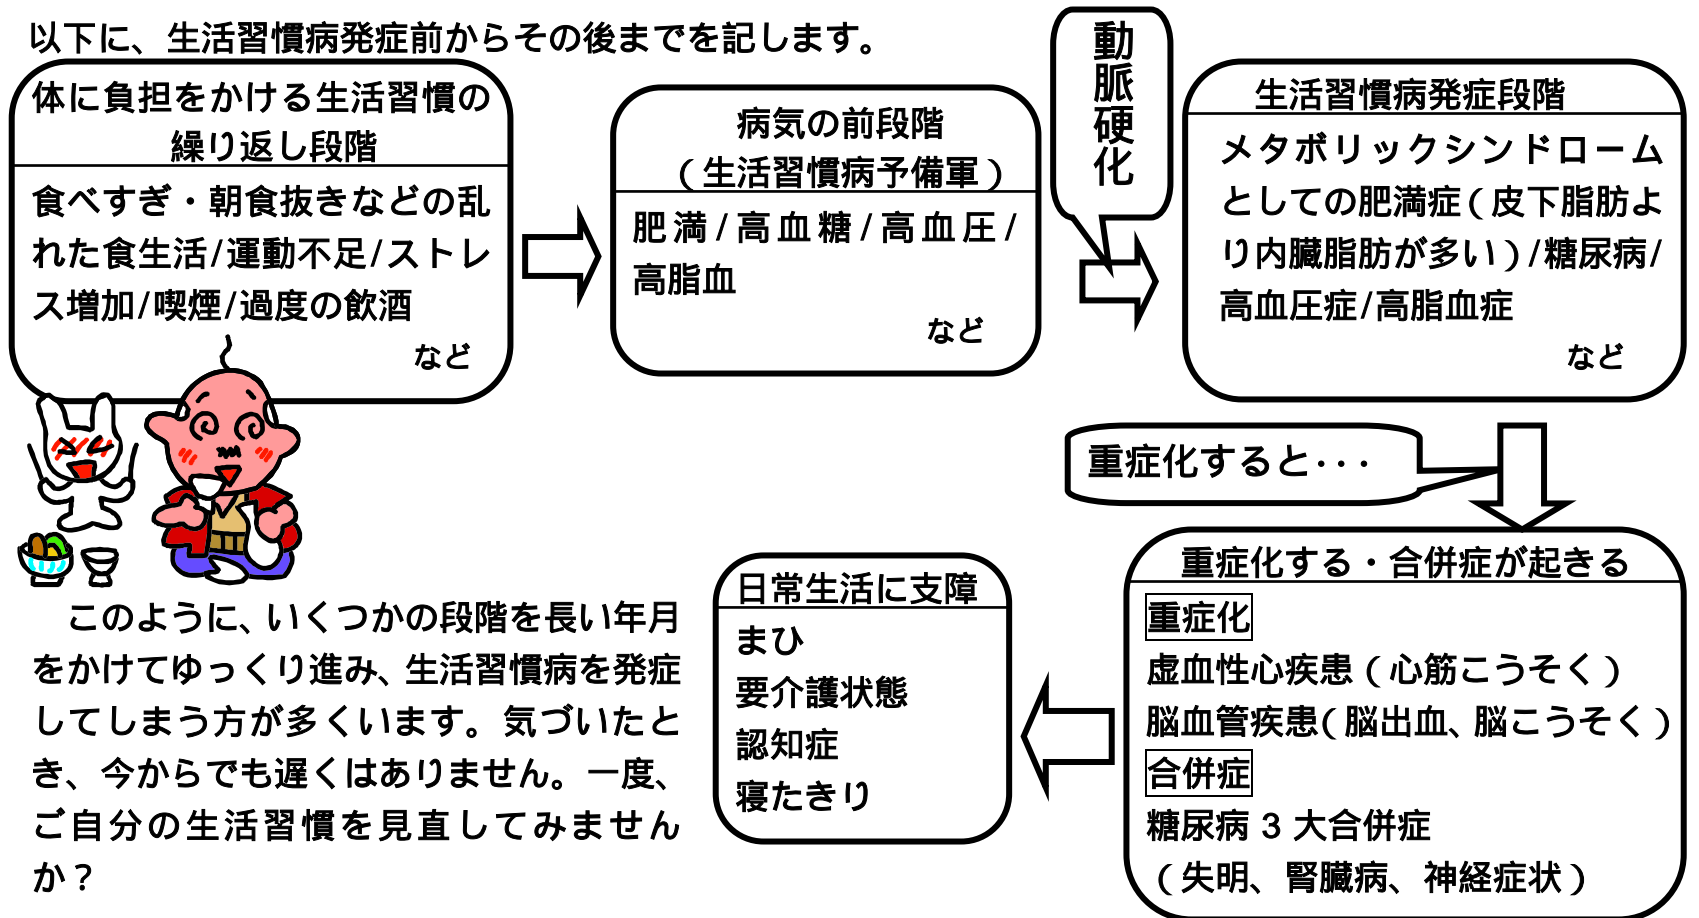 以下に、生活習慣病発症前からその後までを記します。
体に負担をかける生活習慣の
繰り返し段階
食べすぎ・朝食抜きなどの乱
れた食生活/運動不足/ストレ
ス増加/喫煙/過度の飲酒
など
病気の前段階
（生活習慣病予備軍）
肥満/高血糖/高血圧/
高脂血
など
動脈硬化
生活習慣病発症段階
メタボリックシンドローム
としての肥満症（皮下脂肪よ
り内臓脂肪が多い）/糖尿病/
高血圧症/高脂血症
など
重症化すると･･･
重症化する・合併症が起きる
重症化
虚血性心疾患（心筋こうそく）
脳血管疾患（脳出血、脳こうそく）
合併症
糖尿病 3 大合併症
（失明、腎臓病、神経症状）
日常生活に支障
まひ
要介護状態
認知症
寝たきり
このように、いくつかの段階を長い年月
をかけてゆっくり進み、生活習慣病を発症
してしまう方が多くいます。気づいたと
き、今からでも遅くはありません。一度、
ご自分の生活習慣を見直してみません
か？